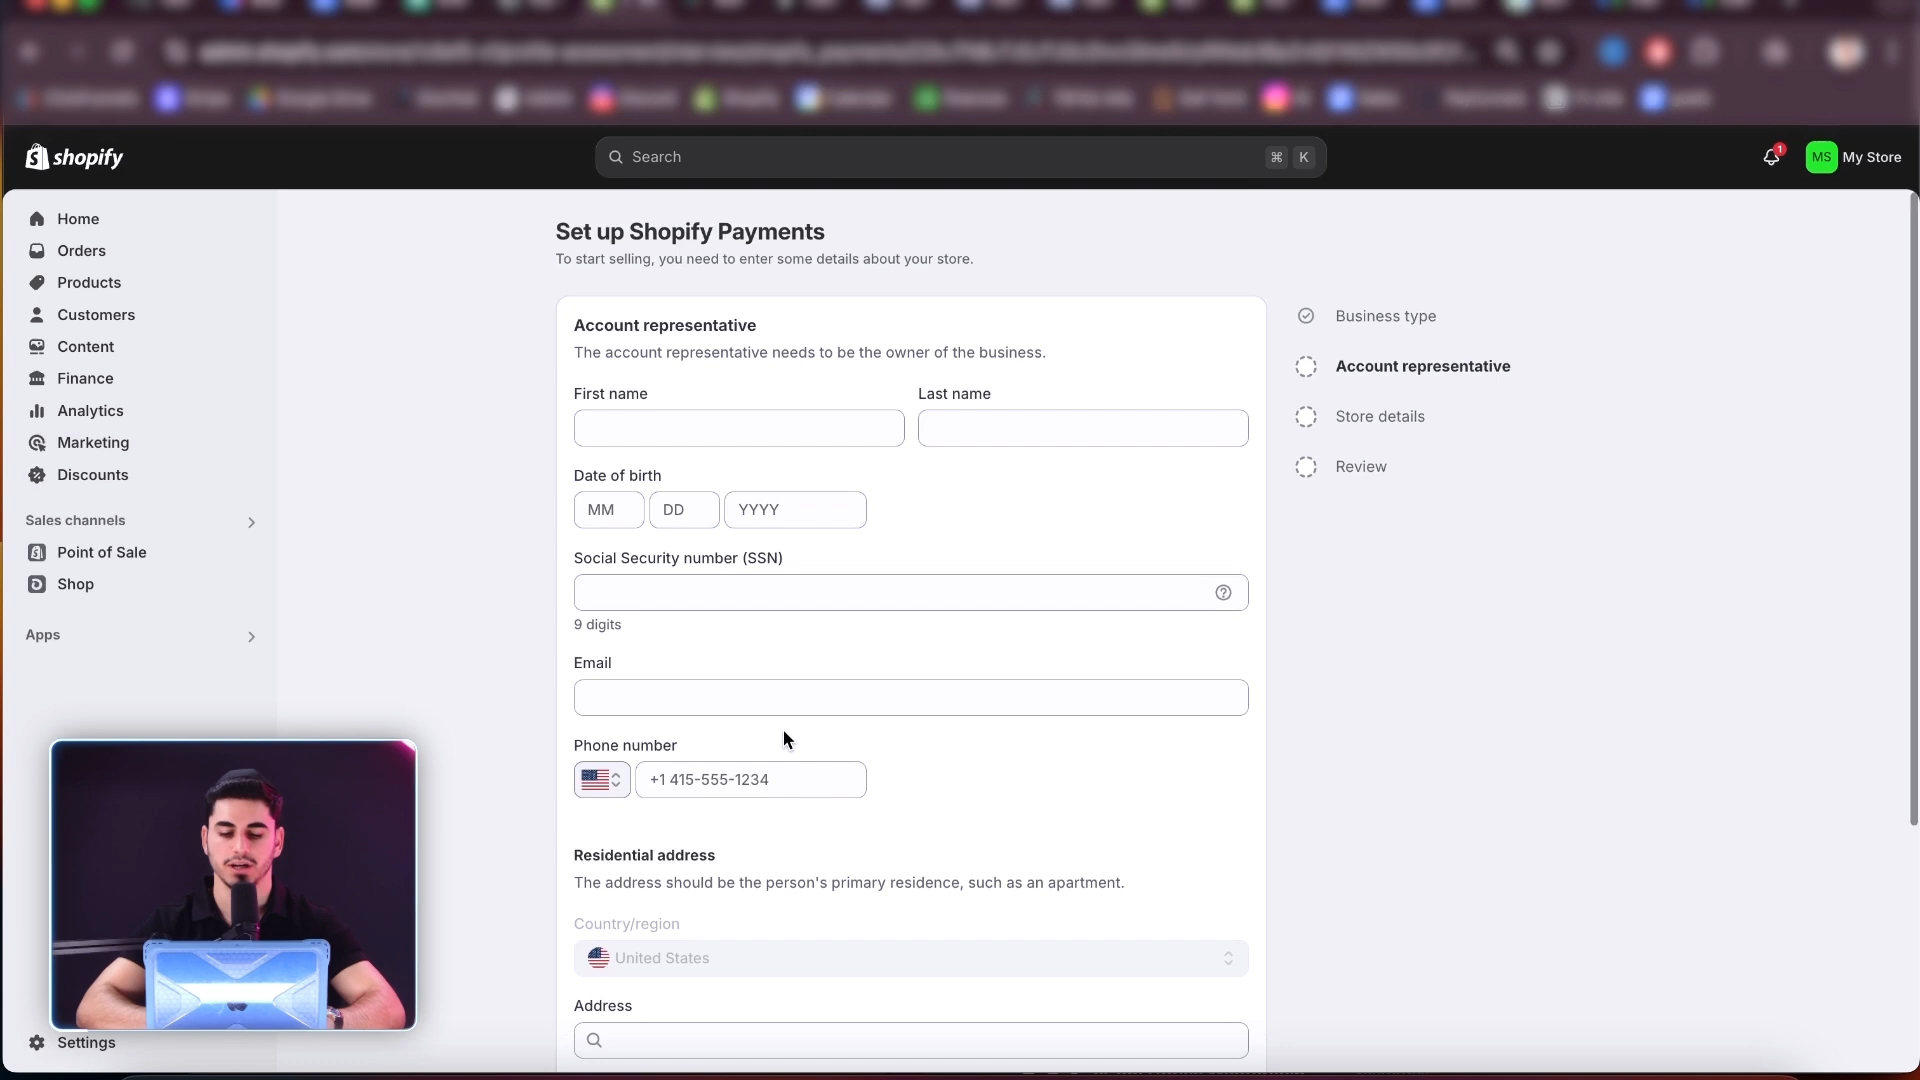 shopify
Search
⌘ K
1
MS
My Store
Home
Orders
Products
Customers
Content
Finance
Analytics
Marketing
Discounts
Sales channels
Point of Sale
Shop
Apps
Settings
Set up Shopify Payments
To start selling, you need to enter some details about your store.
Account representative
The account representative needs to be the owner of the business.
First name
Last name
Date of birth
MM
DD
YYYY
Social Security number (SSN)
9 digits
Email
Phone number
+1 415-555-1234
Residential address
The address should be the person's primary residence, such as an apartment.
Country/region
United States
Address
Business type
Account representative
Store details
Review